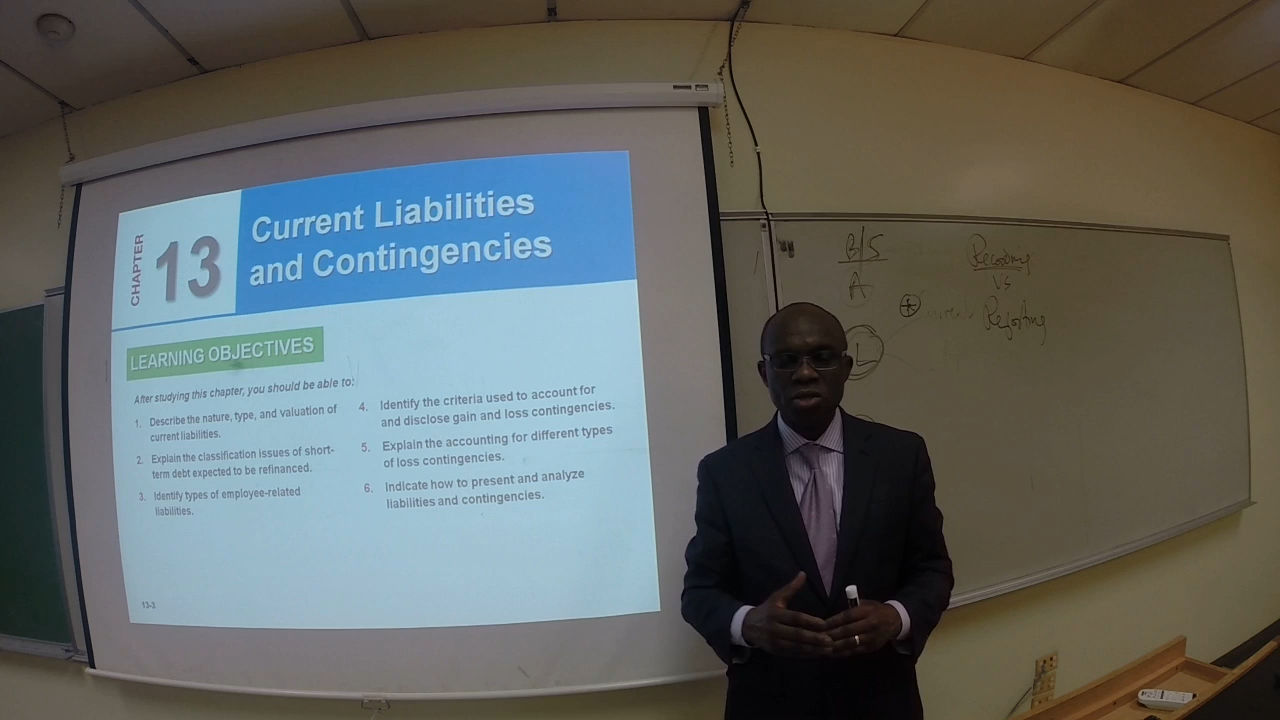 CHAPTER
13
Current Liabilities
and Contingencies
LEARNING OBJECTIVES
After studying this chapter, you should be able to:
1. Describe the nature, type, and valuation of
current liabilities.
2. Explain the classification issues of short-
term debt expected to be refinanced.
3. Identify types of employee-related
liabilities.
4. Identify the criteria used to account for
and disclose gain and loss contingencies.
5. Explain the accounting for different types
of loss contingencies.
6. Indicate how to present and analyze
liabilities and contingencies.
13-3
B/S
A
L
Current
Recording
vs
Reporting